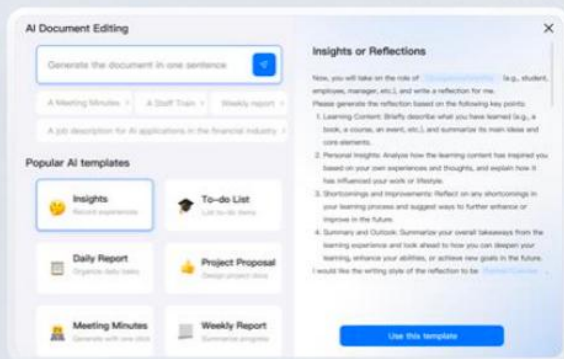 AI Document Editing
Generate the document in one sentence
A Meeting Minutes >
A Staff Train >
Weekly report >
A job description for AI applications in the financial industry >
Popular AI templates
Insights
Record experiences
To-do List
List to-do items
Daily Report
Organize daily tasks
Project Proposal
Design project docs
Meeting Minutes
Generate with one click
Weekly Report
Summarize progress
Insights or Reflections
Now, you will take on the role of (e.g., student,
employee, manager, etc.), and write a reflection for me.
Please generate the reflection based on the following key points:
1. Learning Content: Briefly describe what you have learned (e.g., a
book, a course, an event, etc.), and summarize its main ideas and
core elements.
2. Personal Insights: Analyze how the learning content has inspired you
based on your own experiences and thoughts, and explain how it
has influenced your work or lifestyle.
3. Shortcomings and Improvements: Reflect on any shortcomings in
your learning process and suggest ways to further enhance or
improve in the future.
4. Summary and Outlook: Summarize your overall takeaways from the
learning experience and look ahead to how you can deepen your
learning, enhance your abilities, or achieve new goals in the future.
I would like the writing style of the reflection to be .
Use this template